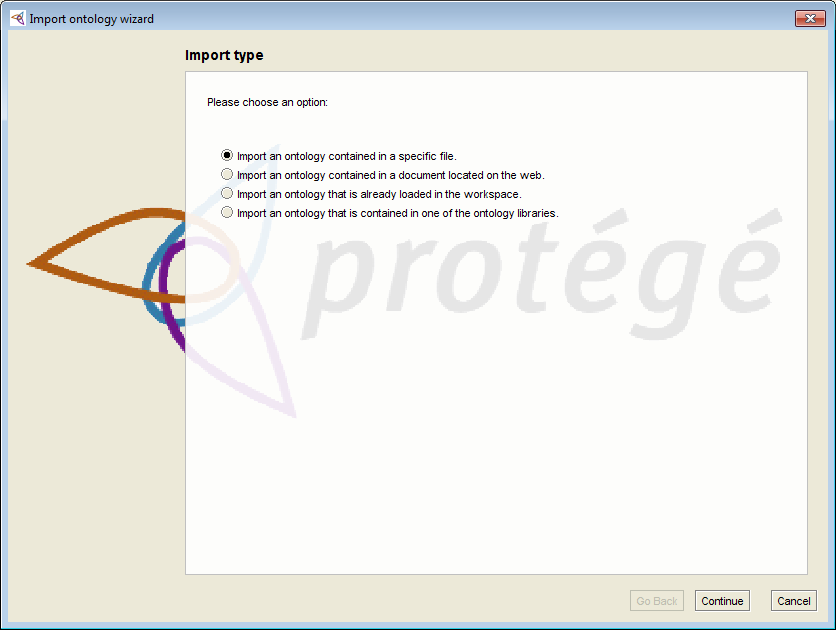 Import ontology wizard
Import type
Please choose an option:
Import an ontology contained in a specific file.
Import an ontology contained in a document located on the web.
Import an ontology that is already loaded in the workspace.
Import an ontology that is contained in one of the ontology libraries.
protégé
Go Back
Continue
Cancel